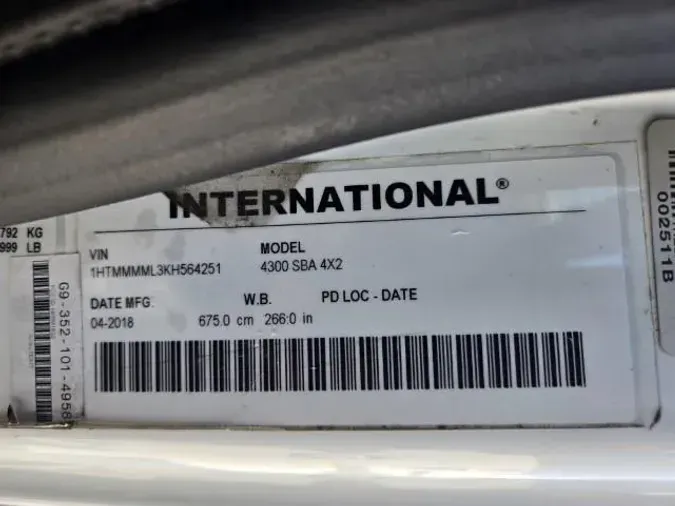 INTERNATIONAL®
792 KG
999 LB
VIN
1HTMMMML3KH564251
MODEL
4300 SBA 4X2
DATE MFG.
04-2018
W.B.
675.0 cm 266.0 in
PD LOC - DATE
G9-352-101-4958
002511B